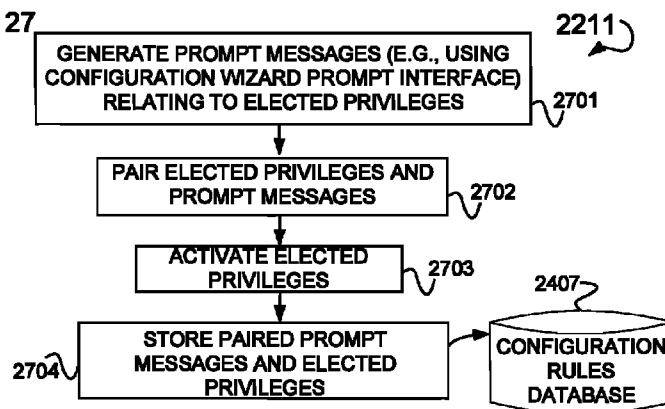 27
2211
GENERATE PROMPT MESSAGES (E.G., USING
CONFIGURATION WIZARD PROMPT INTERFACE)
RELATING TO ELECTED PRIVILEGES
2701
PAIR ELECTED PRIVILEGES AND
PROMPT MESSAGES
2702
ACTIVATE ELECTED
PRIVILEGES
2703
2407
STORE PAIRED PROMPT
MESSAGES AND ELECTED
PRIVILEGES
2704
CONFIGURATION
RULES
DATABASE